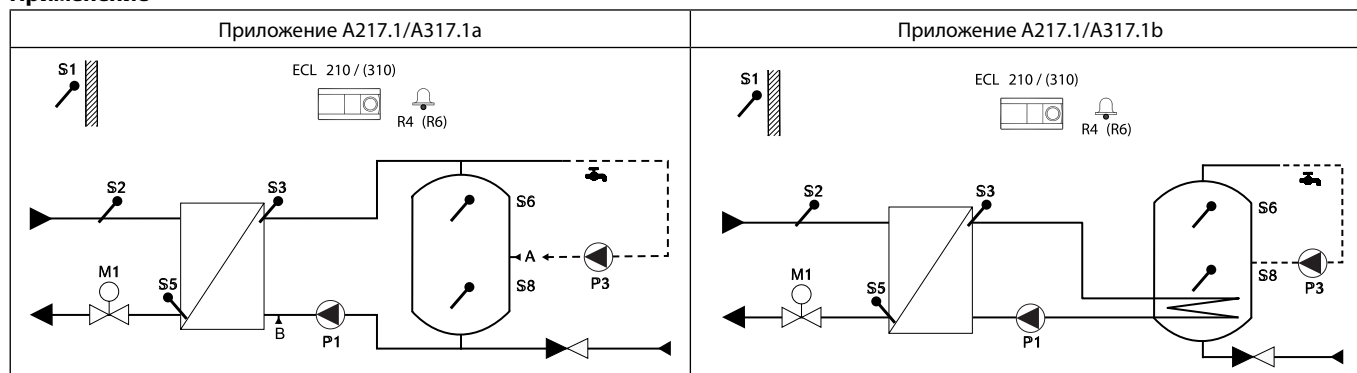 Приложение A217.1/A317.1a
Приложение A217.1/A317.1b
S1
ECL 210 / (310)
R4 (R6)
S2
S3
S6
A
P3
S8
M1
S5
B
P1
S1
ECL 210 / (310)
R4 (R6)
S2
S3
S6
S8
P3
M1
S5
P1